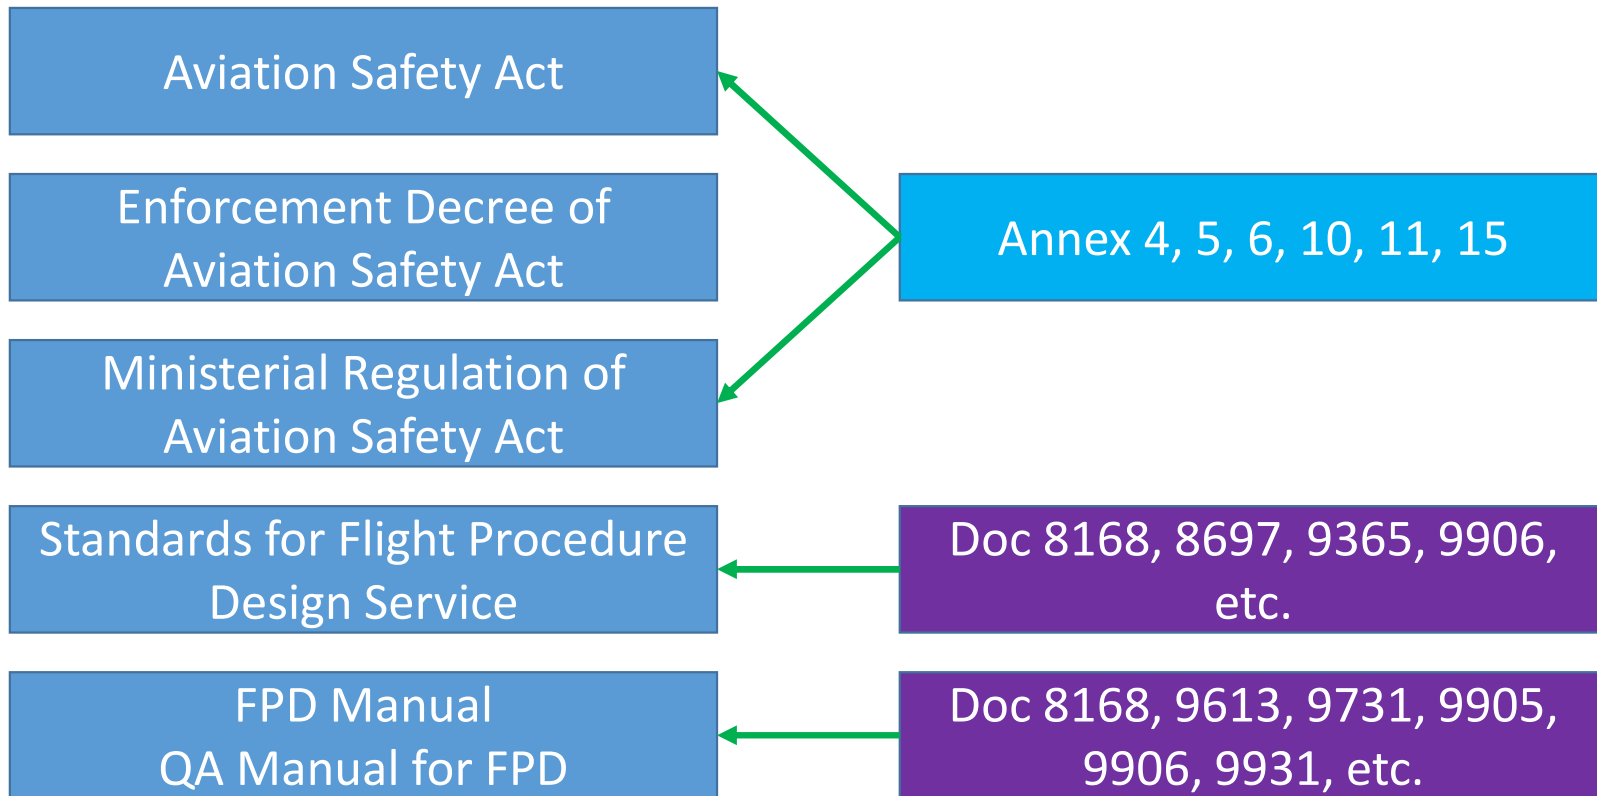 Aviation Safety Act
Enforcement Decree of
Aviation Safety Act
Annex 4, 5, 6, 10, 11, 15
Ministerial Regulation of
Aviation Safety Act
Standards for Flight Procedure
Design Service
Doc 8168, 8697, 9365, 9906,
etc.
FPD Manual
QA Manual for FPD
Doc 8168, 9613, 9731, 9905,
9906, 9931, etc.